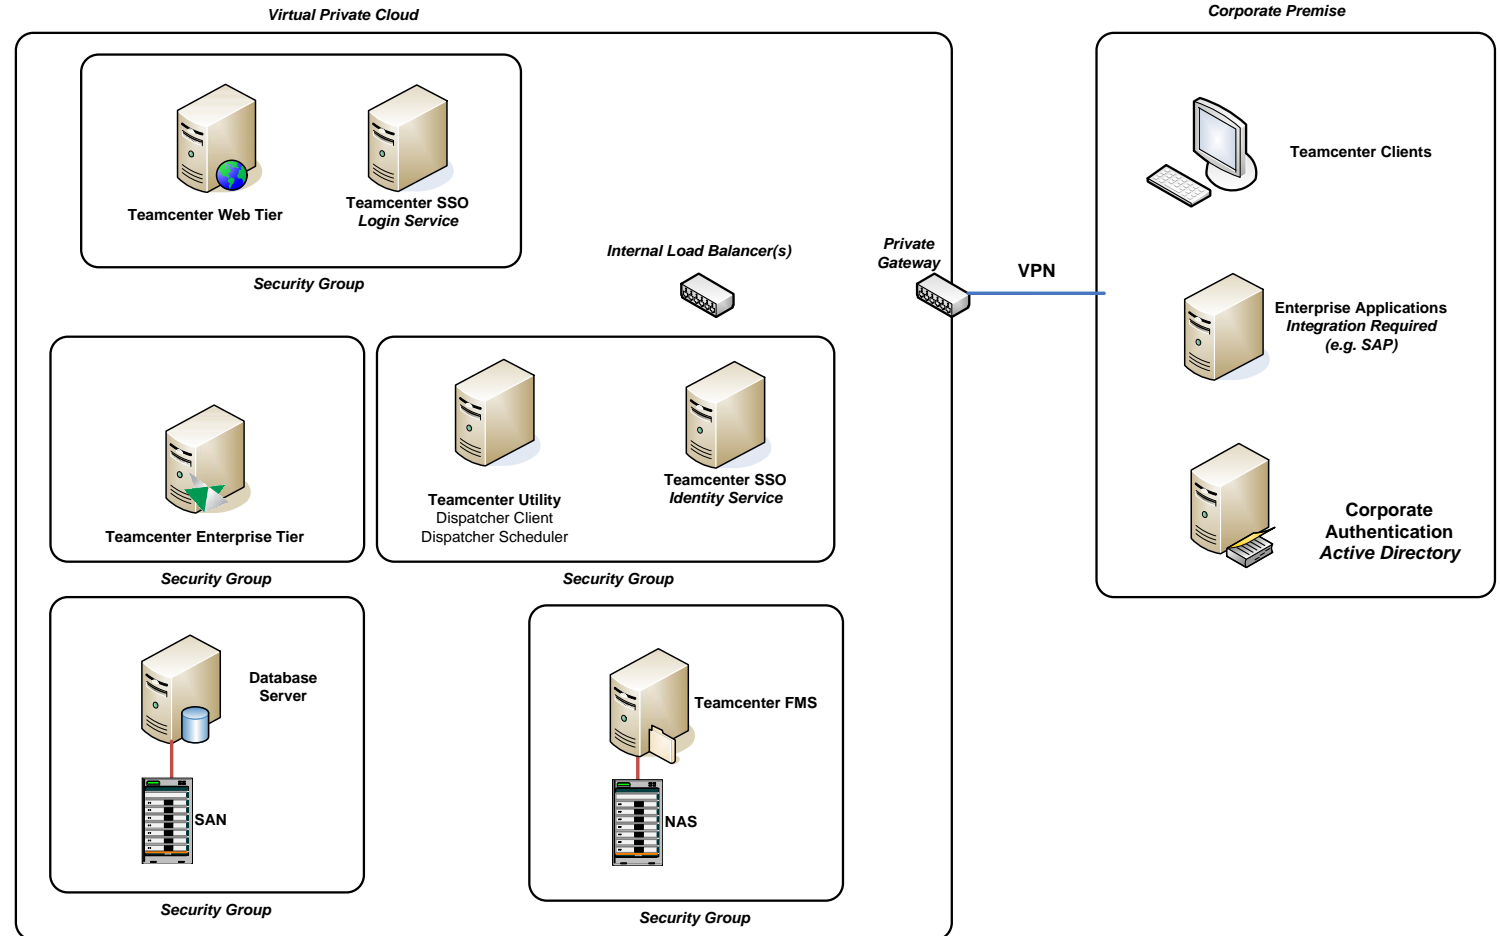 Virtual Private Cloud
Corporate Premise
Teamcenter Web Tier
Teamcenter SSO
Login Service
Security Group
Internal Load Balancer(s)
Private
Gateway
VPN
Teamcenter Clients
Enterprise Applications
Integration Required
(e.g. SAP)
Corporate
Authentication
Active Directory
Teamcenter Enterprise Tier
Security Group
Teamcenter Utility
Dispatcher Client
Dispatcher Scheduler
Teamcenter SSO
Identity Service
Security Group
Database
Server
SAN
Security Group
Teamcenter FMS
NAS
Security Group